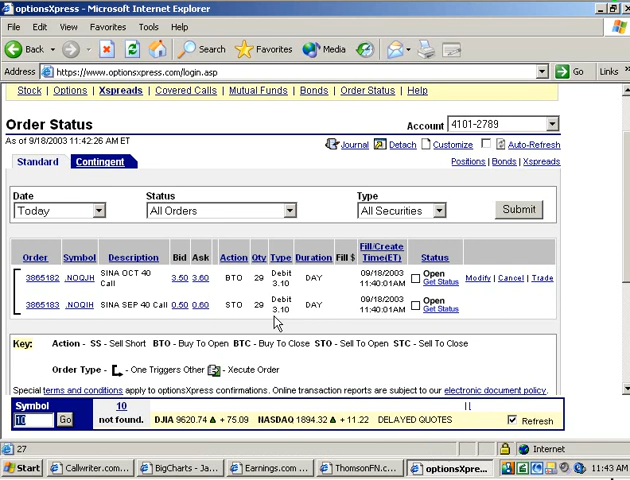 optionsXpress - Microsoft Internet Explorer
File Edit View Favorites Tools Help
Back Search Favorites Media
Address https://www.optionsxpress.com/login.asp Go Links »
Stock | Options | Xspreads | Covered Calls | Mutual Funds | Bonds | Order Status | Help
Order Status Account 4101-2789
As of 9/18/2003 11:42:26 AM ET Journal Detach Customize Auto-Refresh
Standard Contingent Positions | Bonds | Xspreads
Date Status Type
Today All Orders All Securities Submit
Order Symbol Description Bid Ask Action Qty Type Duration Fill $ Fill/Create Time(ET) Status
3865182 .NOQJH SINA OCT 40 Call 3.50 3.60 BTO 29 Debit 3.10 DAY 09/18/2003 11:40:01AM Open Get Status Modify | Cancel | Trade
3865183 .NOQIH SINA SEP 40 Call 0.50 0.60 STO 29 Debit 3.10 DAY 09/18/2003 11:40:01AM Open Get Status
Key: Action - SS - Sell Short BTO - Buy To Open BTC - Buy To Close STO - Sell To Open STC - Sell To Close
Order Type - One Triggers Other Xecute Order
Special terms and conditions apply to optionsXpress confirmations. Online transaction reports are subject to our electronic document policy.
Symbol 10
10 Go not found. DJIA 9620.74 + 75.09 NASDAQ 1894.32 + 11.22 DELAYED QUOTES Refresh
27 Internet
Start Callwriter.com... BigCharts - Ja... Earnings.com ... ThomsonFN.c... optionsXpre... 11:43 AM